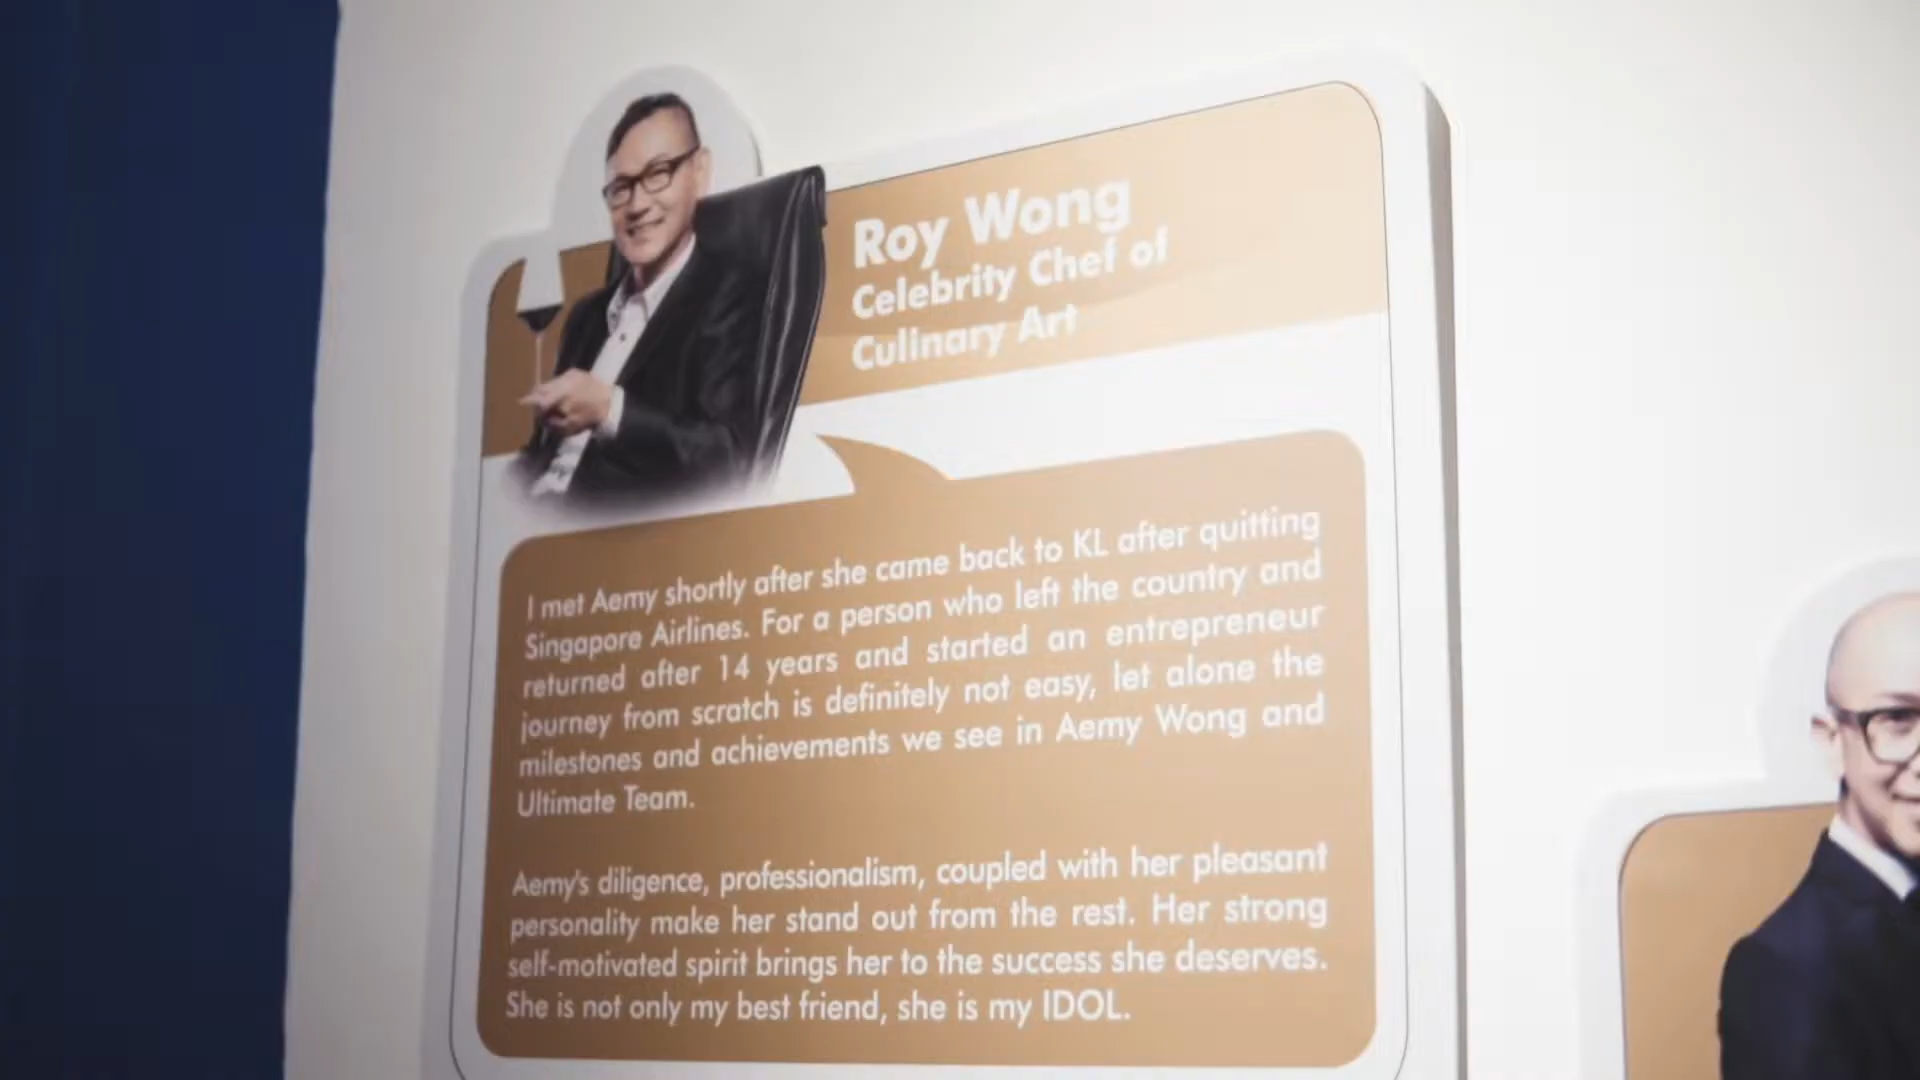 Roy Wong
Celebrity Chef of
Culinary Art
I met Aemy shortly after she came back to KL after quitting
Singapore Airlines. For a person who left the country and
returned after 14 years and started an entrepreneur
journey from scratch is definitely not easy, let alone the
milestones and achievements we see in Aemy Wong and
Ultimate Team.
Aemy's diligence, professionalism, coupled with her pleasant
personality make her stand out from the rest. Her strong
self-motivated spirit brings her to the success she deserves.
She is not only my best friend, she is my IDOL.